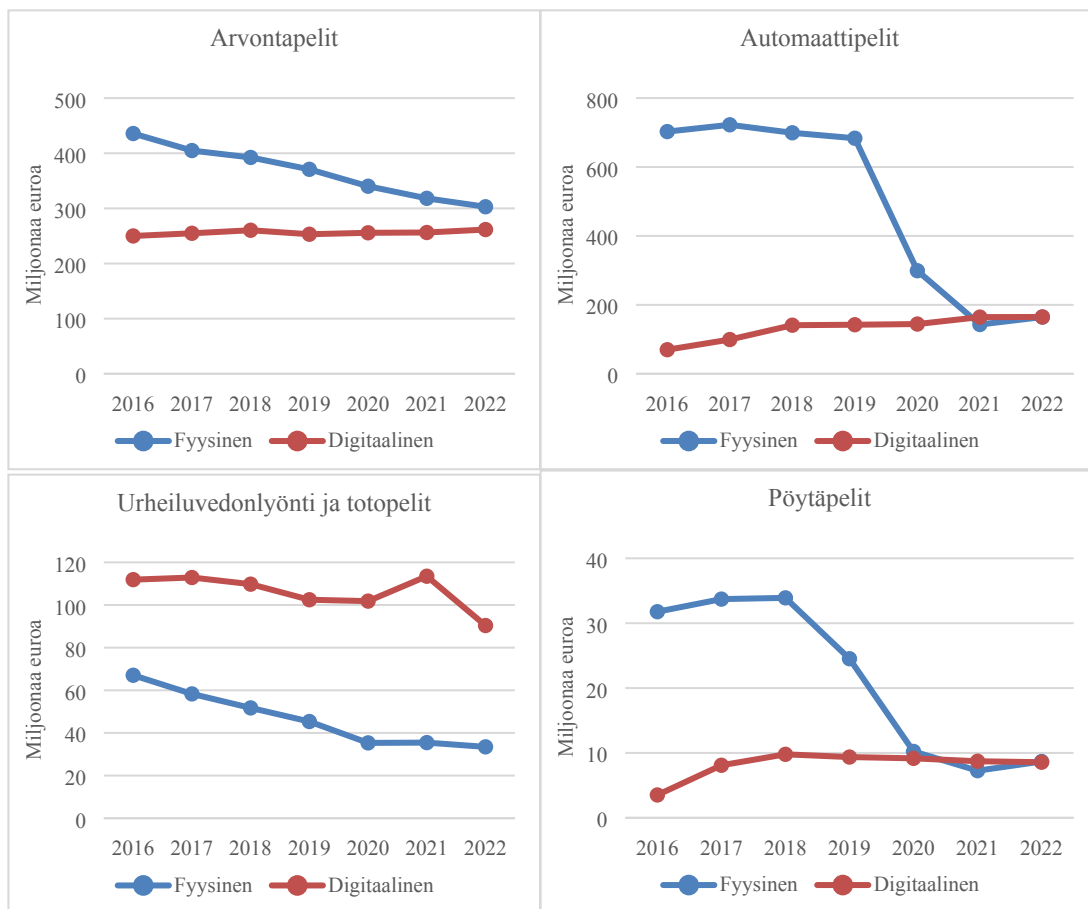 Arvontapelit
Miljoonaa euroa
500
400
300
200
100
0
2016 2017 2018 2019 2020 2021 2022
Fyysinen Digitaalinen
Automaattipelit
Miljoonaa euroa
800
600
400
200
0
2016 2017 2018 2019 2020 2021 2022
Fyysinen Digitaalinen
Urheiluvedonlyönti ja totopelit
Miljoonaa euroa
120
100
80
60
40
20
0
2016 2017 2018 2019 2020 2021 2022
Fyysinen Digitaalinen
Pöytäpelit
Miljoonaa euroa
40
30
20
10
0
2016 2017 2018 2019 2020 2021 2022
Fyysinen Digitaalinen